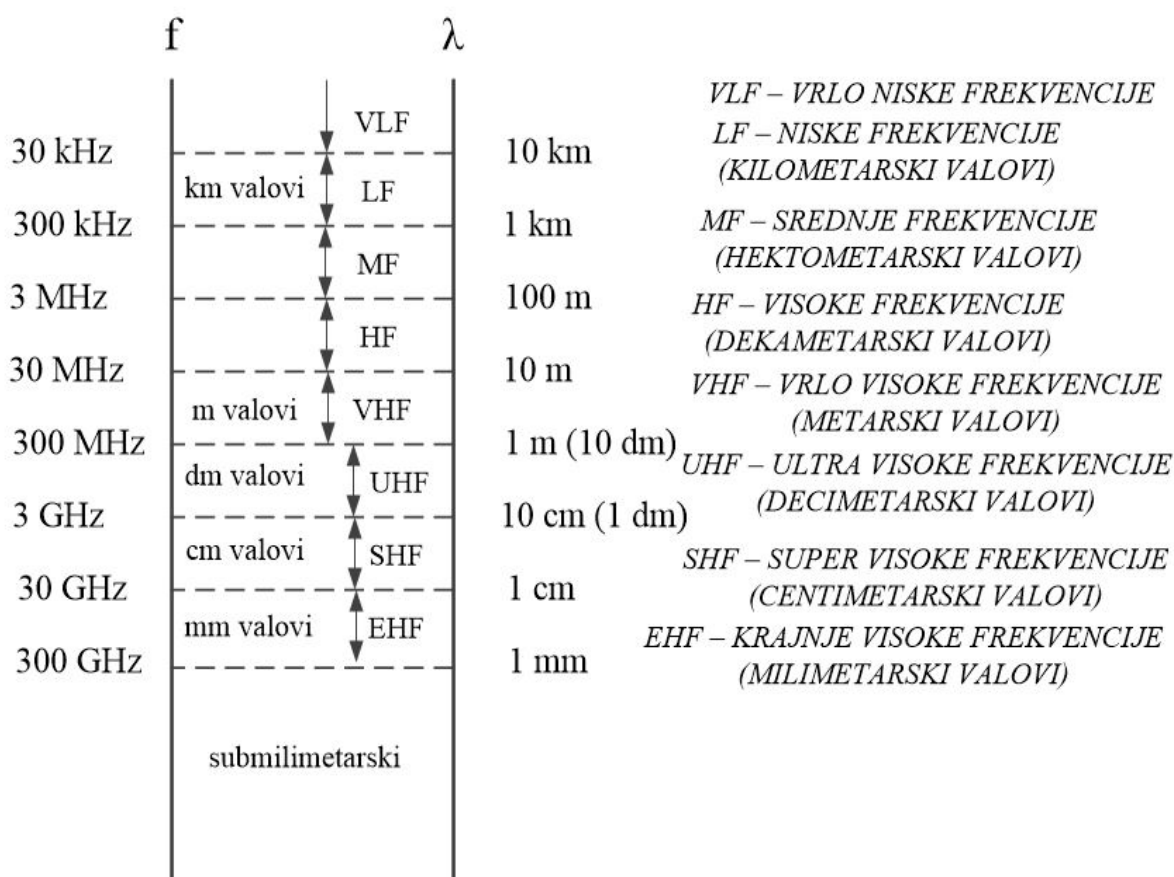 f λ
VLF
30 kHz 10 km
km valovi LF
300 kHz 1 km
MF
3 MHz 100 m
HF
30 MHz 10 m
m valovi VHF
300 MHz 1 m (10 dm)
dm valovi UHF
3 GHz 10 cm (1 dm)
cm valovi SHF
30 GHz 1 cm
mm valovi EHF
300 GHz 1 mm
submilimetarski
VLF – VRLO NISKE FREKVENCIJE
LF – NISKE FREKVENCIJE
(KILOMETARSKI VALOVI)
MF – SREDNJE FREKVENCIJE
(HEKTOMETARSKI VALOVI)
HF – VISOKE FREKVENCIJE
(DEKAMETARSKI VALOVI)
VHF – VRLO VISOKE FREKVENCIJE
(METARSKI VALOVI)
UHF – ULTRA VISOKE FREKVENCIJE
(DECIMETARSKI VALOVI)
SHF – SUPER VISOKE FREKVENCIJE
(CENTIMETARSKI VALOVI)
EHF – KRAJNJE VISOKE FREKVENCIJE
(MILIMETARSKI VALOVI)